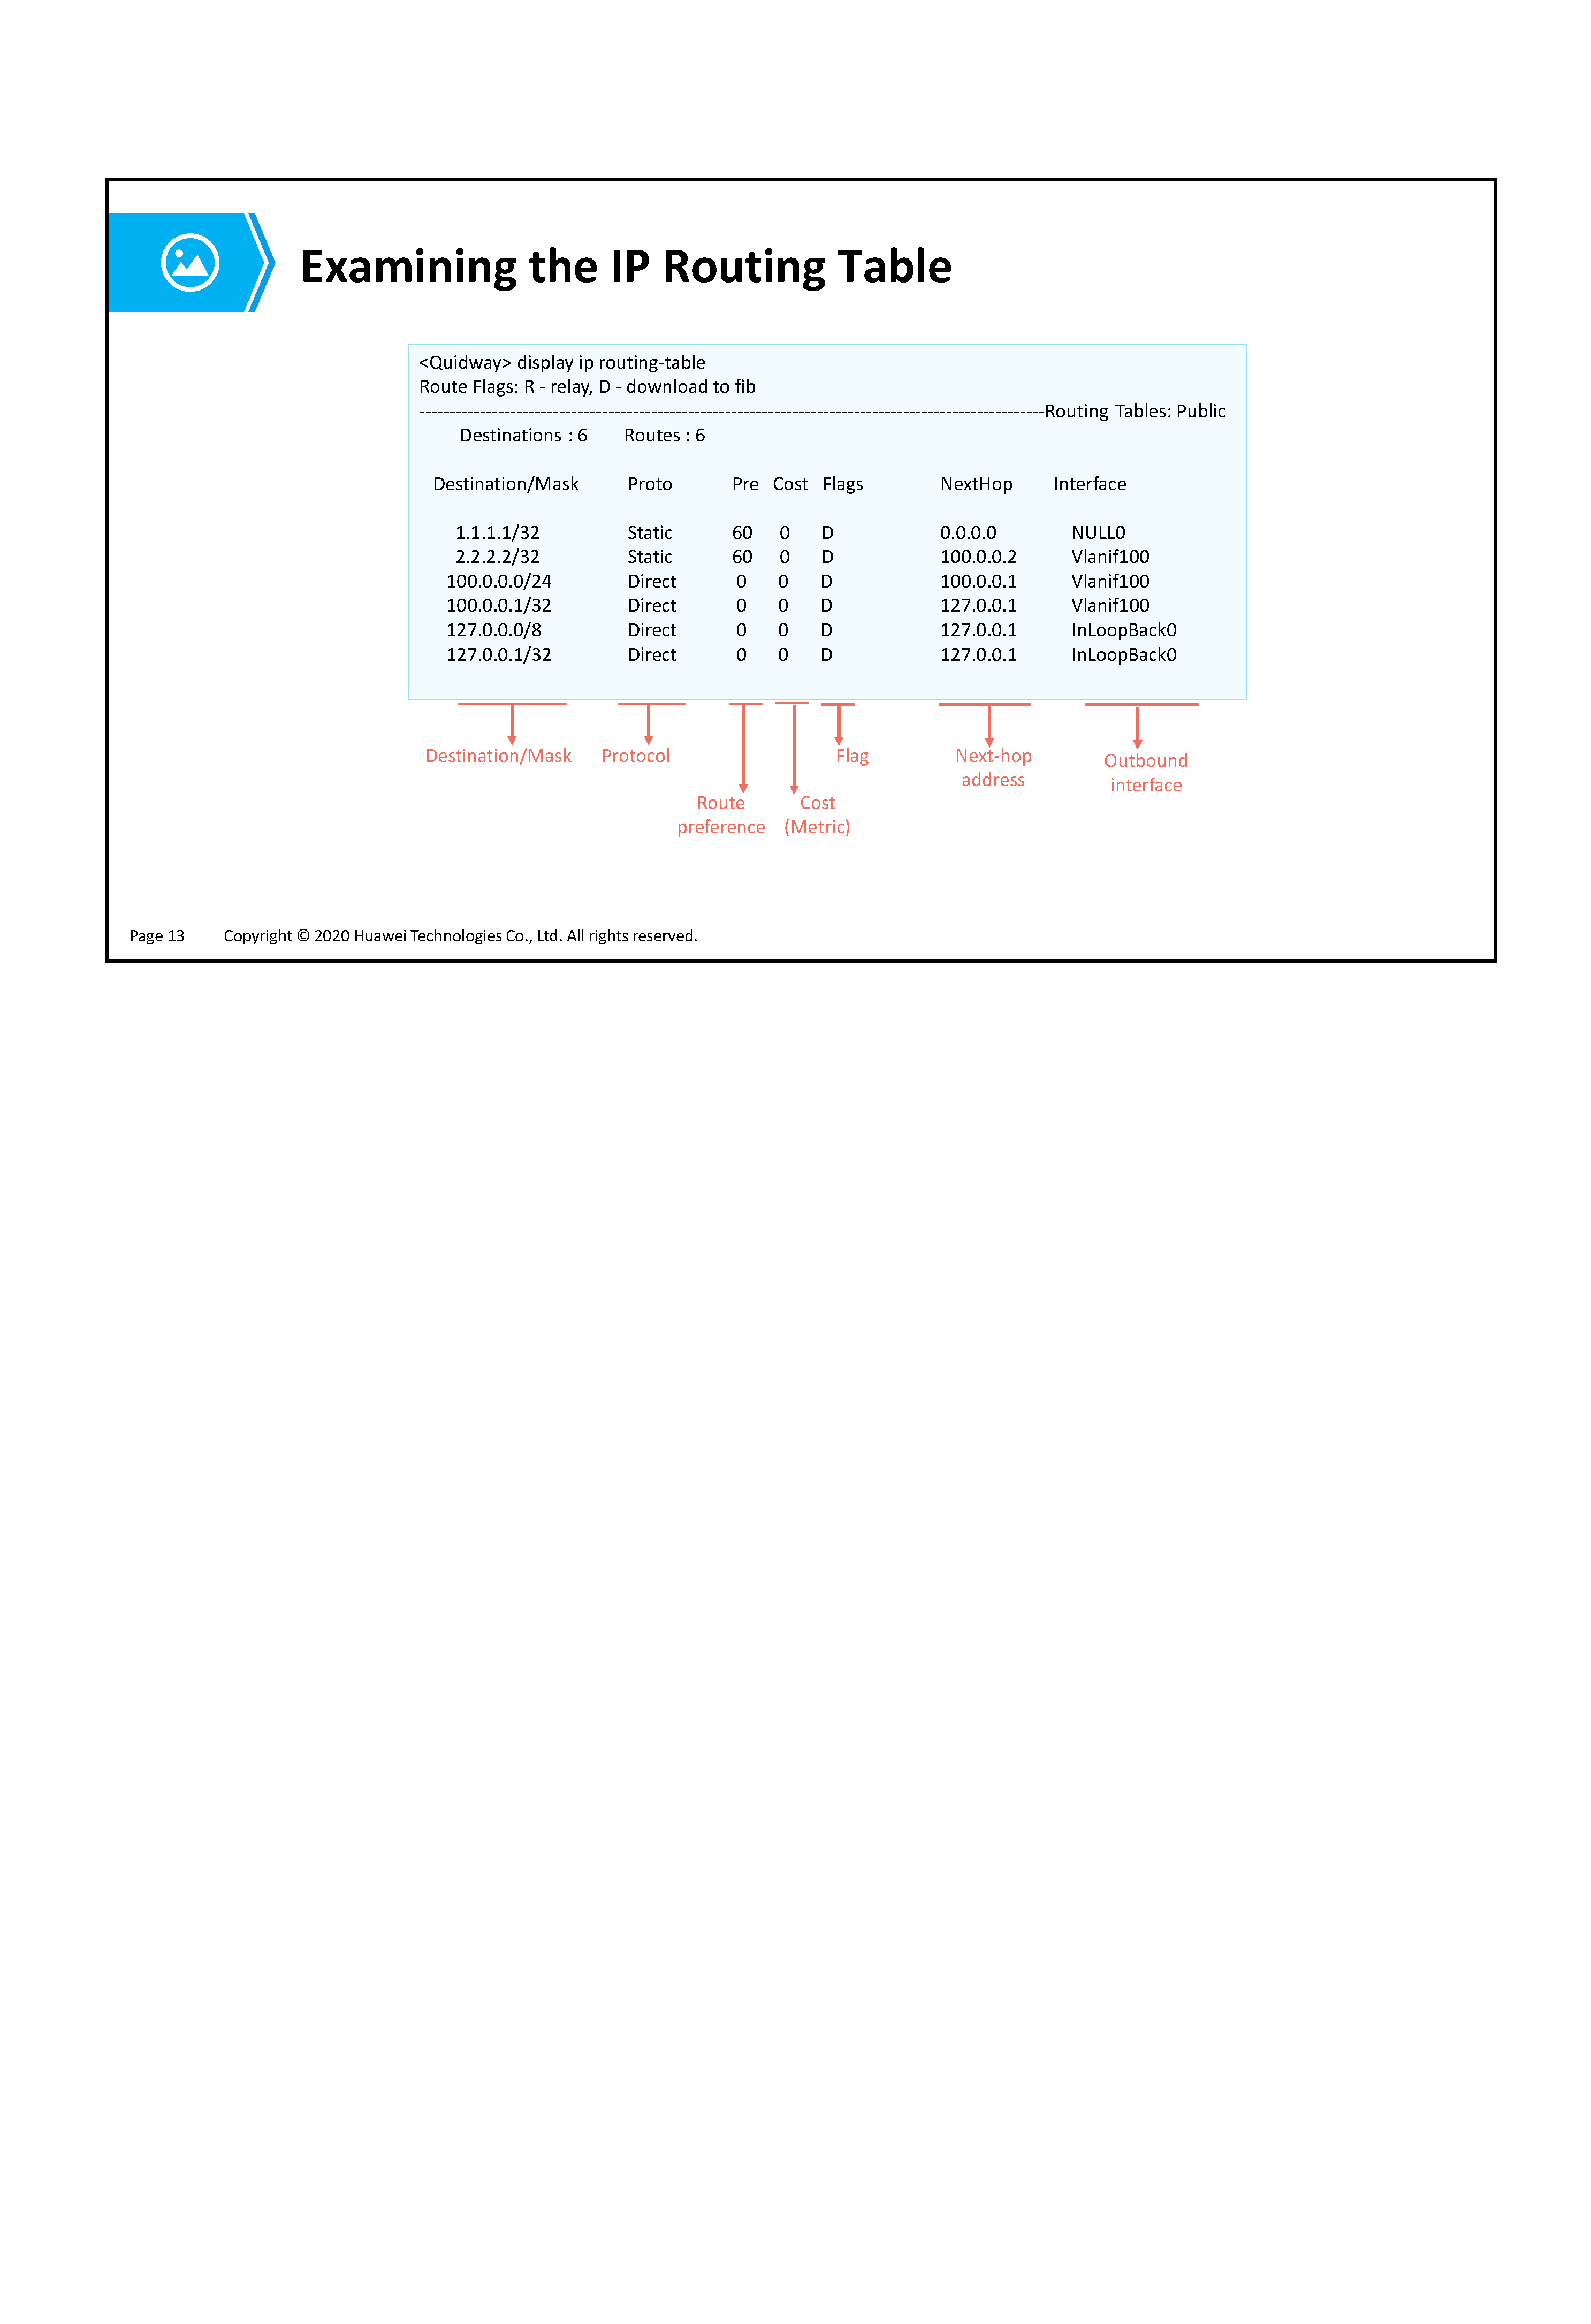 Examining the IP Routing Table
<Quidway> display ip routing-table
Route Flags: R - relay, D - download to fib
------------------------------------------------------------------------------------------------------Routing Tables: Public
Destinations : 6 Routes : 6
Destination/Mask Proto Pre Cost Flags NextHop Interface
1.1.1.1/32 Static 60 0 D 0.0.0.0 NULL0
2.2.2.2/32 Static 60 0 D 100.0.0.2 Vlanif100
100.0.0.0/24 Direct 0 0 D 100.0.0.1 Vlanif100
100.0.0.1/32 Direct 0 0 D 127.0.0.1 Vlanif100
127.0.0.0/8 Direct 0 0 D 127.0.0.1 InLoopBack0
127.0.0.1/32 Direct 0 0 D 127.0.0.1 InLoopBack0
Destination/Mask
Protocol
Route
preference
Cost
(Metric)
Flag
Next-hop
address
Outbound
interface
Page 13 Copyright © 2020 Huawei Technologies Co., Ltd. All rights reserved.